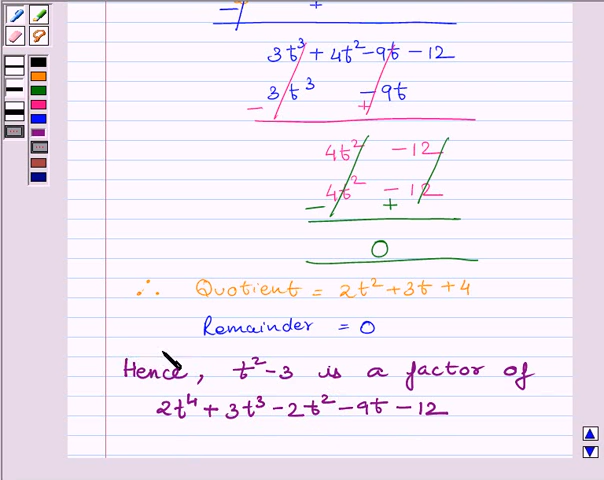 − +
3t³ + 4t² − 9t − 12
3t³ − 9t
− +
4t² − 12
4t² − 12
− +
0
∴ Quotient = 2t² + 3t + 4
Remainder = 0
Hence, t² − 3 is a factor of
2t⁴ + 3t³ − 2t² − 9t − 12